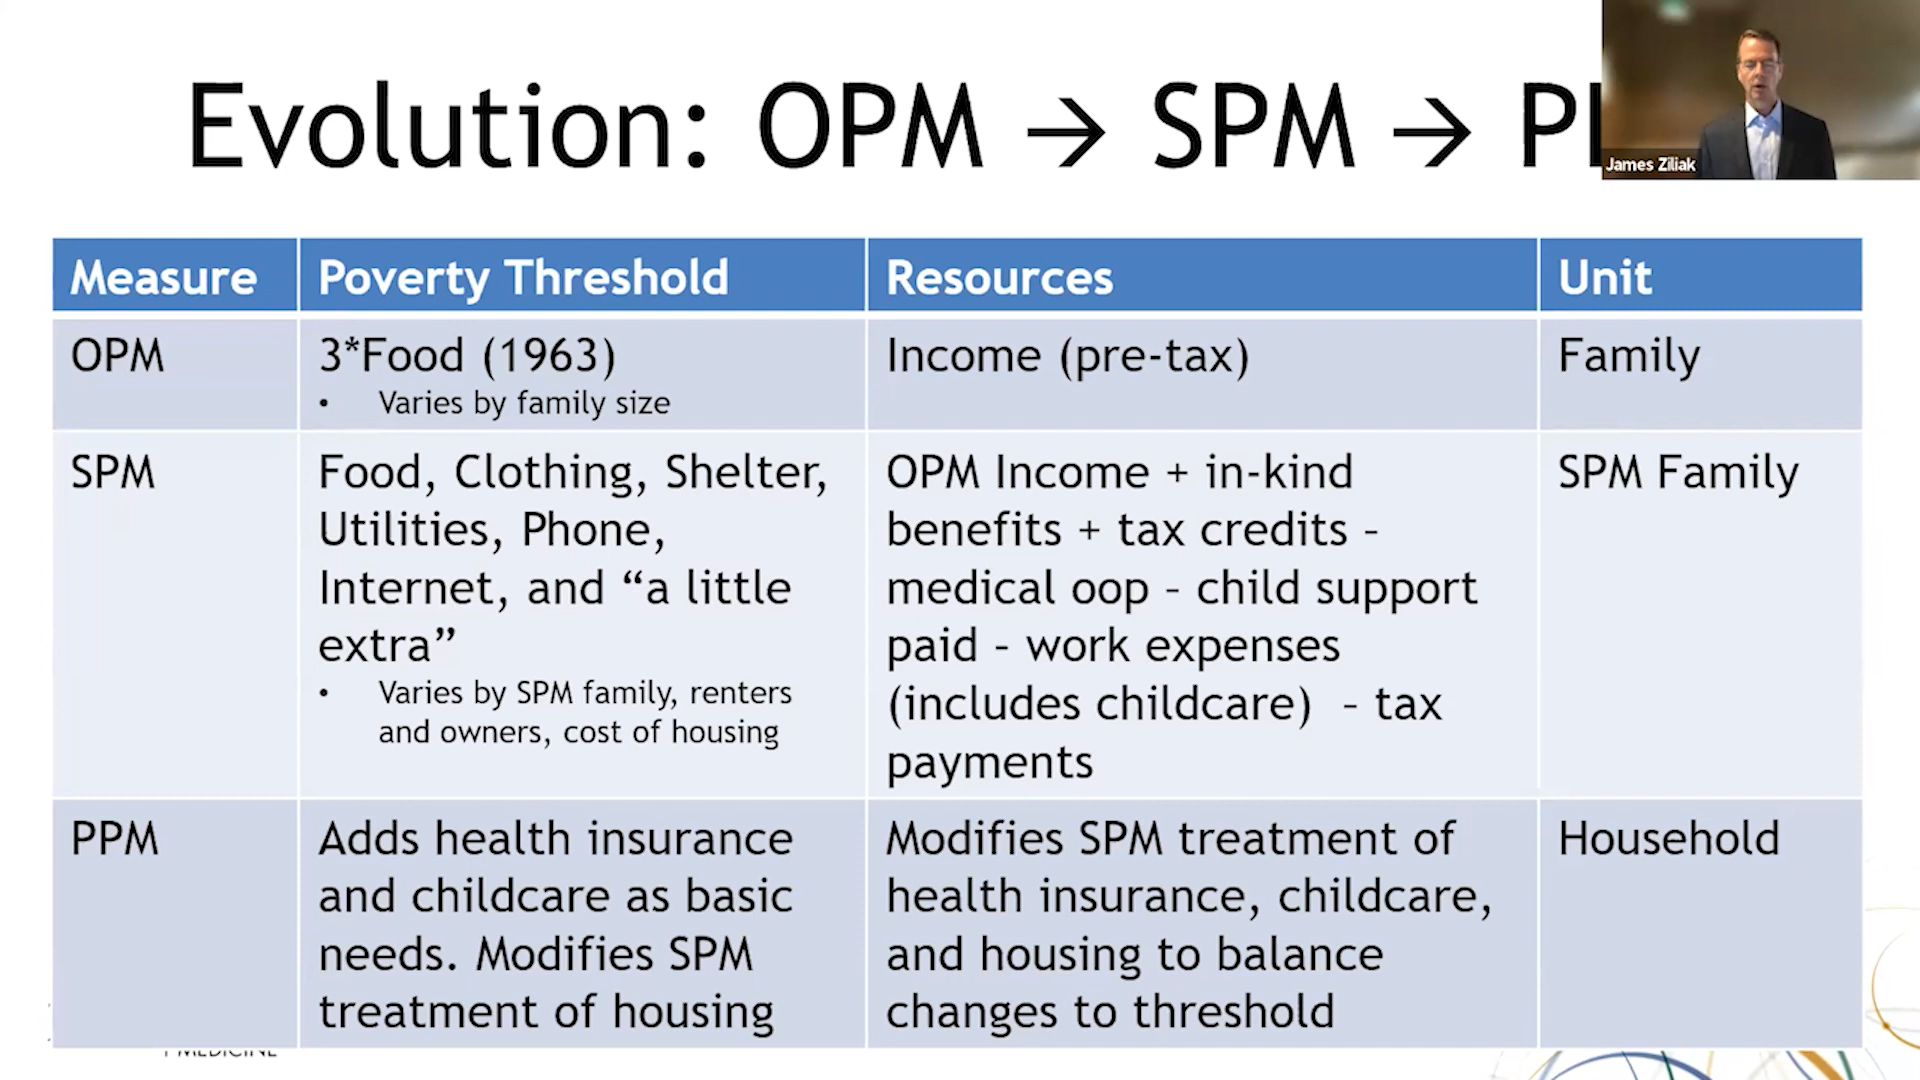 Evolution: OPM → SPM → P
James Ziliak
Measure
Poverty Threshold
Resources
Unit
OPM
3*Food (1963)
• Varies by family size
Income (pre-tax)
Family
SPM
Food, Clothing, Shelter,
Utilities, Phone,
Internet, and “a little
extra”
• Varies by SPM family, renters
and owners, cost of housing
OPM Income + in-kind
benefits + tax credits –
medical oop – child support
paid – work expenses
(includes childcare) – tax
payments
SPM Family
PPM
Adds health insurance
and childcare as basic
needs. Modifies SPM
treatment of housing
Modifies SPM treatment of
health insurance, childcare,
and housing to balance
changes to threshold
Household
MEDICINE